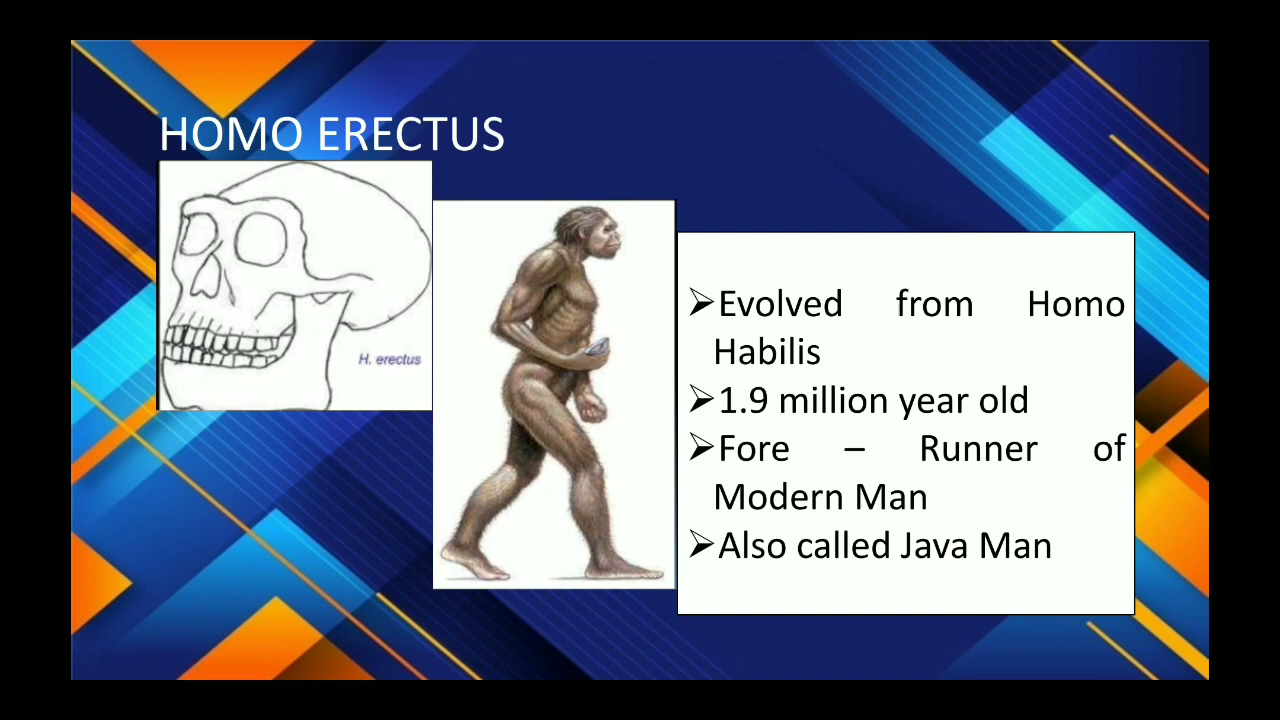 HOMO ERECTUS
H. erectus
➢Evolved from Homo
Habilis
➢1.9 million year old
➢Fore – Runner of
Modern Man
➢Also called Java Man